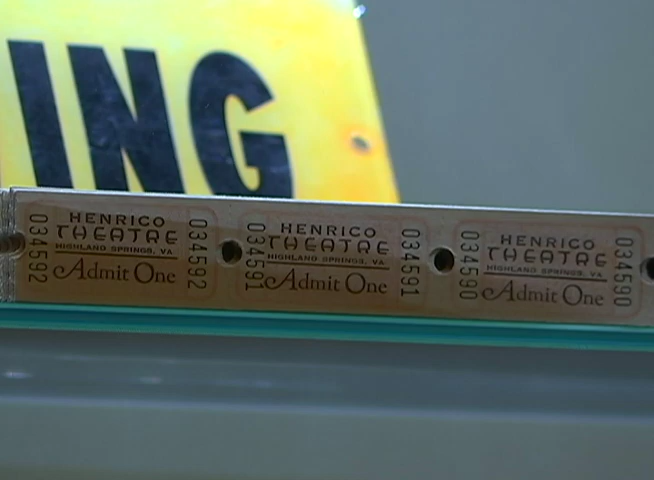 ING
034592
HENRICO
THEATRE
HIGHLAND SPRINGS, VA
Admit One
034592
034591
HENRICO
THEATRE
HIGHLAND SPRINGS, VA
Admit One
034591
034590
HENRICO
THEATRE
HIGHLAND SPRINGS, VA
Admit One
034590